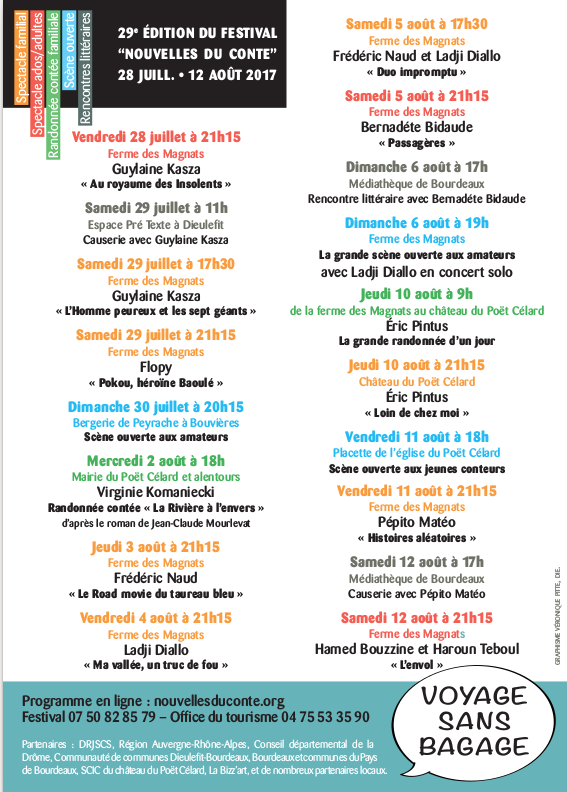 Spectacle familial
Spectacle ados/adultes
Randonnée contée familiale
Scène ouverte
Rencontres littéraires
29e ÉDITION DU FESTIVAL
“NOUVELLES DU CONTE”
28 JUILL. • 12 AOÛT 2017
Vendredi 28 juillet à 21h15
Ferme des Magnats
Guylaine Kasza
« Au royaume des Insolents »
Samedi 29 juillet à 11h
Espace Pré Texte à Dieulefit
Causerie avec Guylaine Kasza
Samedi 29 juillet à 17h30
Ferme des Magnats
Guylaine Kasza
« L’Homme peureux et les sept géants »
Samedi 29 juillet à 21h15
Ferme des Magnats
Flopy
« Pokou, héroïne Baoulé »
Dimanche 30 juillet à 20h15
Bergerie de Peyrache à Bouvières
Scène ouverte aux amateurs
Mercredi 2 août à 18h
Mairie du Poët Célard et alentours
Virginie Komaniecki
Randonnée contée « La Rivière à l’envers »
d’après le roman de Jean-Claude Mourlevat
Jeudi 3 août à 21h15
Ferme des Magnats
Frédéric Naud
« Le Road movie du taureau bleu »
Vendredi 4 août à 21h15
Ferme des Magnats
Ladji Diallo
« Ma vallée, un truc de fou »
Samedi 5 août à 17h30
Ferme des Magnats
Frédéric Naud et Ladji Diallo
« Duo impromptu »
Samedi 5 août à 21h15
Ferme des Magnats
Bernadéte Bidaude
« Passagères »
Dimanche 6 août à 17h
Médiathèque de Bourdeaux
Rencontre littéraire avec Bernadéte Bidaude
Dimanche 6 août à 19h
Ferme des Magnats
La grande scène ouverte aux amateurs
avec Ladji Diallo en concert solo
Jeudi 10 août à 9h
de la ferme des Magnats au château du Poët Célard
Éric Pintus
La grande randonnée d’un jour
Jeudi 10 août à 21h15
Château du Poët Célard
Éric Pintus
« Loin de chez moi »
Vendredi 11 août à 18h
Placette de l’église du Poët Célard
Scène ouverte aux jeunes conteurs
Vendredi 11 août à 21h15
Ferme des Magnats
Pépito Matéo
« Histoires aléatoires »
Samedi 12 août à 17h
Médiathèque de Bourdeaux
Causerie avec Pépito Matéo
Samedi 12 août à 21h15
Ferme des Magnats
Hamed Bouzzine et Haroun Teboul
« L’envol »
GRAPHISME VÉRONIQUE PITTE, DIE.
Programme en ligne : nouvellesduconte.org
Festival 07 50 82 85 79 – Office du tourisme 04 75 53 35 90
Partenaires : DRJSCS, Région Auvergne-Rhône-Alpes, Conseil départemental de la
Drôme, Communauté de communes Dieulefit-Bourdeaux, Bourdeaux et communes du Pays
de Bourdeaux, SCIC du château du Poët Célard, La Bizz’art, et de nombreux partenaires locaux.
VOYAGE
SANS
BAGAGE